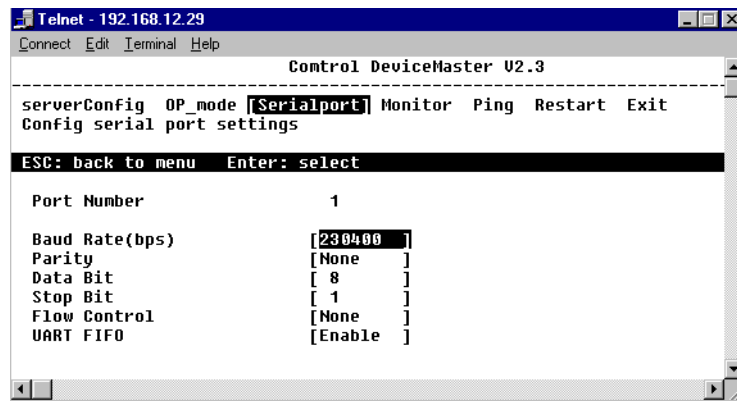 Telnet - 192.168.12.29
Connect Edit Terminal Help
Comtrol DeviceMaster V2.3
serverConfig OP_mode [Serialport] Monitor Ping Restart Exit
Config serial port settings
ESC: back to menu Enter: select
Port Number 1
Baud Rate(bps) [230400 ]
Parity [None ]
Data Bit [ 8 ]
Stop Bit [ 1 ]
Flow Control [None ]
UART FIFO [Enable ]